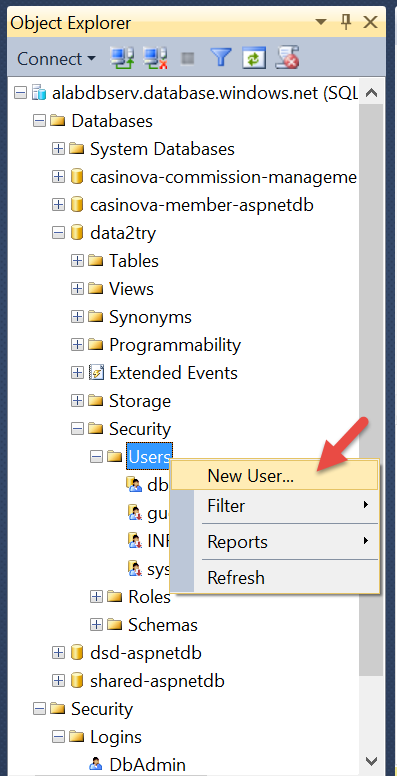 Object Explorer
Connect
alabdbserv.database.windows.net (SQL
Databases
System Databases
casinova-commission-manageme
casinova-member-aspnetdb
data2try
Tables
Views
Synonyms
Programmability
Extended Events
Storage
Security
Users
New User...
db
Filter
gu
INF
Reports
sys
Refresh
Roles
Schemas
dsd-aspnetdb
shared-aspnetdb
Security
Logins
DbAdmin